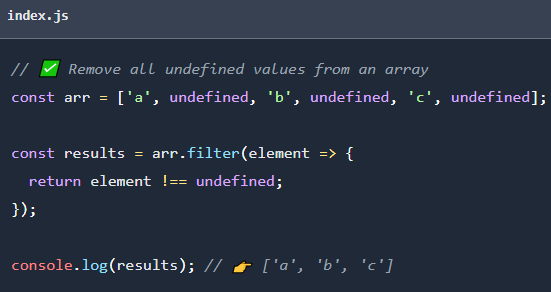 index.js
// ✅ Remove all undefined values from an array
const arr = ['a', undefined, 'b', undefined, 'c', undefined];
const results = arr.filter(element => {
  return element !== undefined;
});
console.log(results); // 👉 ['a', 'b', 'c']